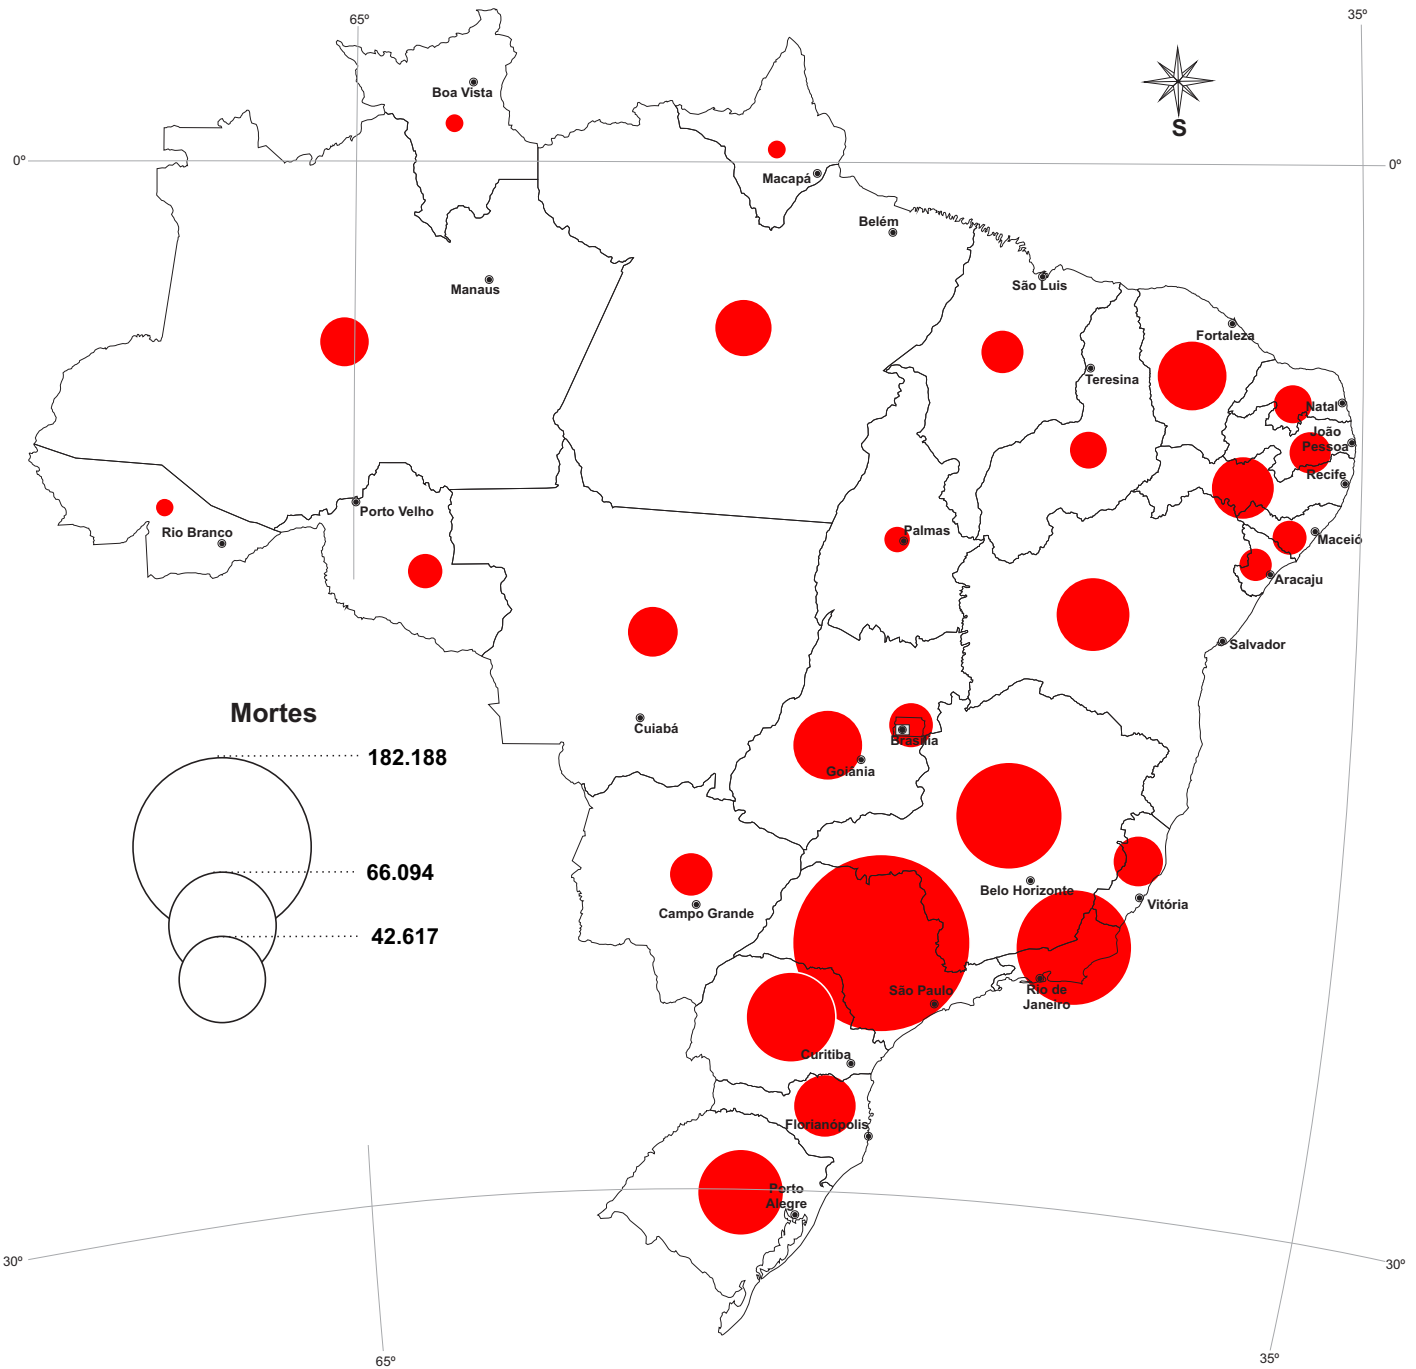 65º
35º
Boa Vista
S
0º
0º
Macapá
Belém
Manaus
São Luis
Fortaleza
Teresina
Natal
João
Pessoa
Recife
Porto Velho
Rio Branco
Palmas
Maceió
Aracaju
Salvador
Mortes
Cuiabá
Brasília
182.188
Goiánia
66.094
Belo Horizonte
Vitória
Campo Grande
42.617
São Paulo
Rio de
Janeiro
Curitiba
Florianópolis
Porto
Alegre
30º
30º
65º
35º